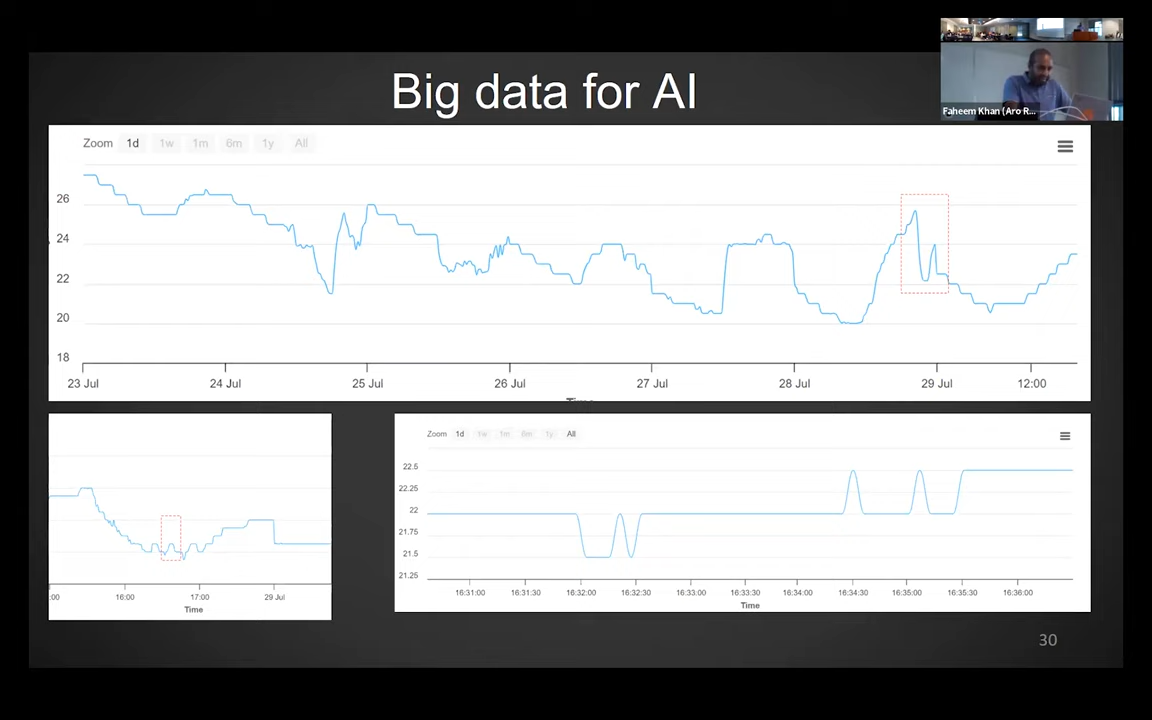 Big data for AI
Faheem Khan (Aro R...
Zoom 1d 1w 1m 6m 1y All
26
24
22
20
18
23 Jul 24 Jul 25 Jul 26 Jul 27 Jul 28 Jul 29 Jul 12:00
Time
:00 16:00 17:00 29 Jul
Time
Zoom 1d 1w 1m 6m 1y All
22.5
22.25
22
21.75
21.5
21.25
16:31:00 16:31:30 16:32:00 16:32:30 16:33:00 16:33:30 16:34:00 16:34:30 16:35:00 16:35:30 16:36:00
Time
30